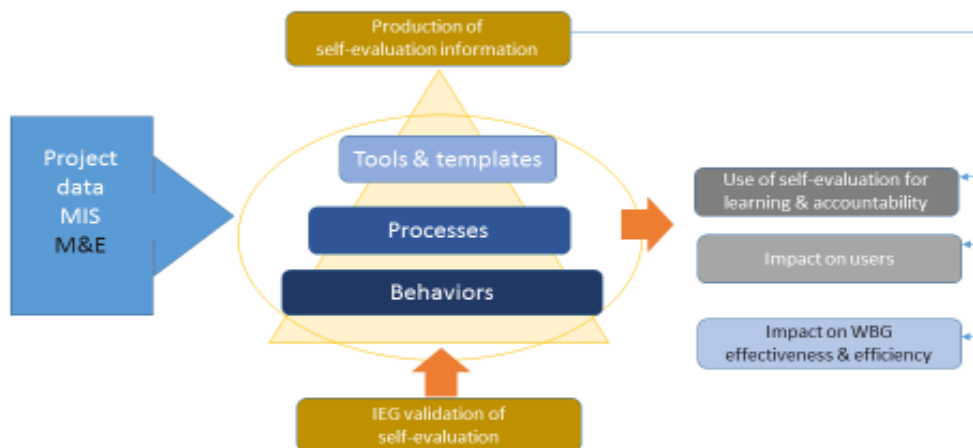 Production of
self-evaluation information
Project
data
MIS
M&E
Tools & templates
Processes
Behaviors
Use of self-evaluation for
learning & accountability
Impact on users
Impact on WBG
effectiveness & efficiency
IEG validation of
self-evaluation